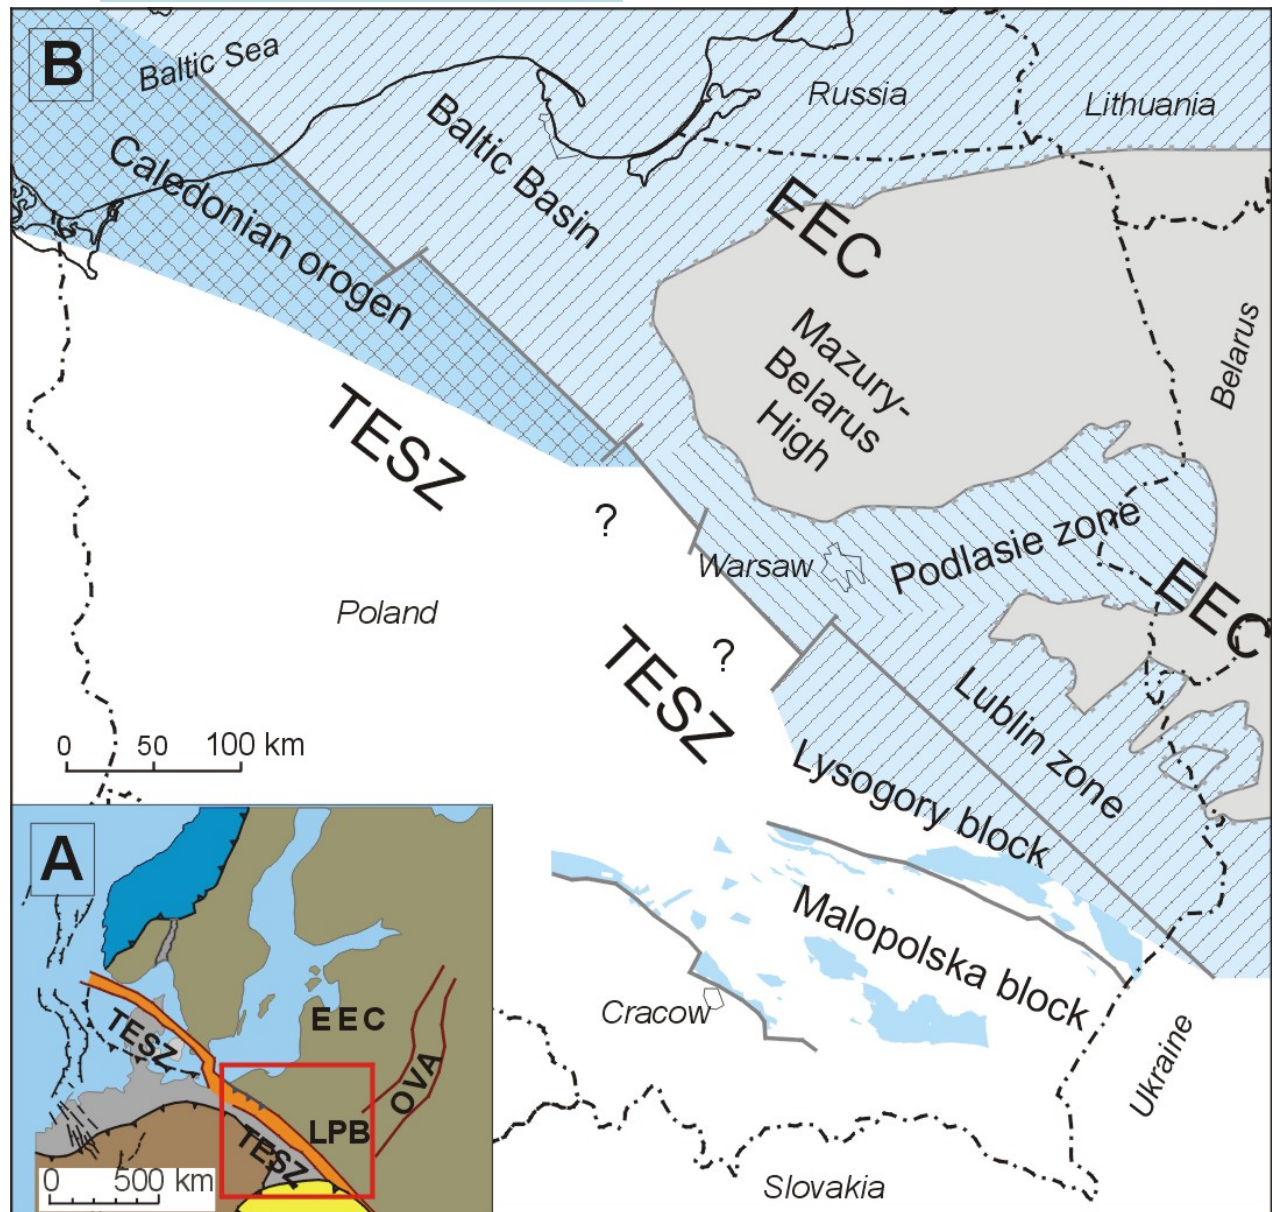 B
Baltic Sea
Russia
Lithuania
Baltic Basin
Caledonian orogen
EEC
Mazury-
Belarus
High
Belarus
TESZ
?
Warsaw
Podlasie zone
EEC
Poland
TESZ
?
Lublin zone
0 50 100 km
Lysogory block
Malopolska block
Cracow
Ukraine
Slovakia
A
TESZ
EEC
OVA
LPB
TESZ
0 500 km